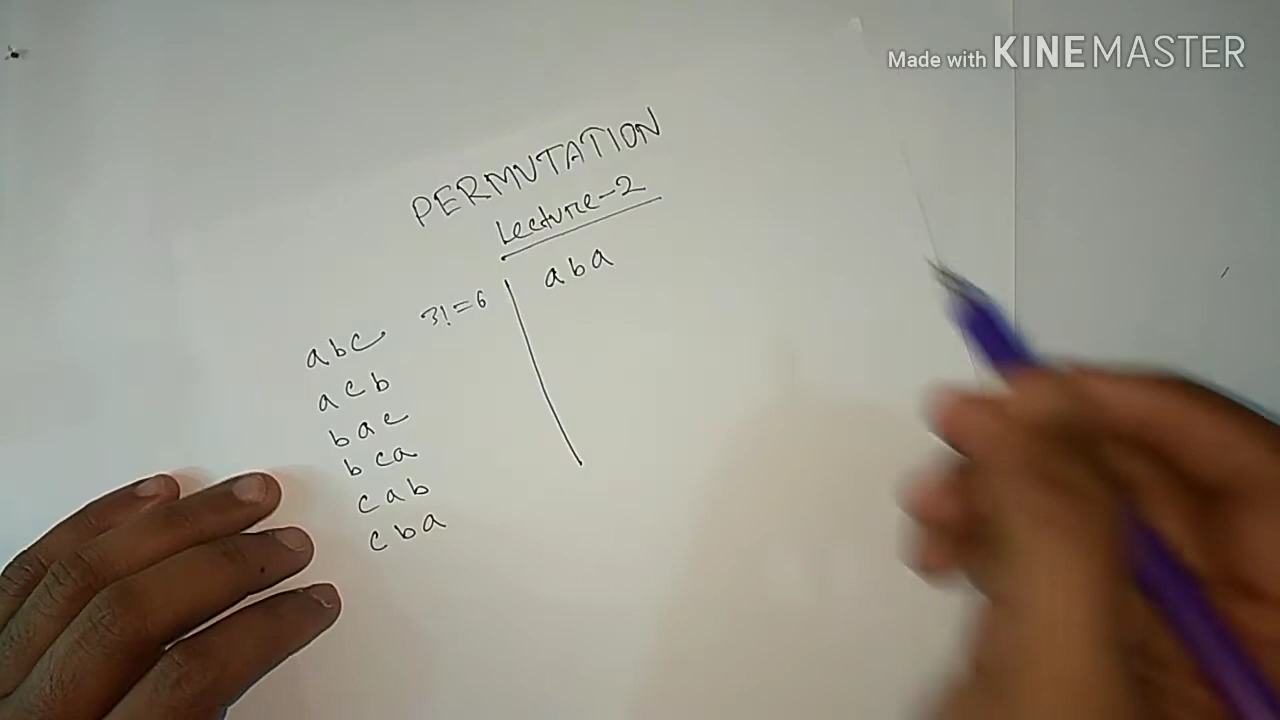 Made with KINEMASTER
PERMUTATION
Lecture-2
abc 3! = 6
acb
bac
bca
cab
cba
aba